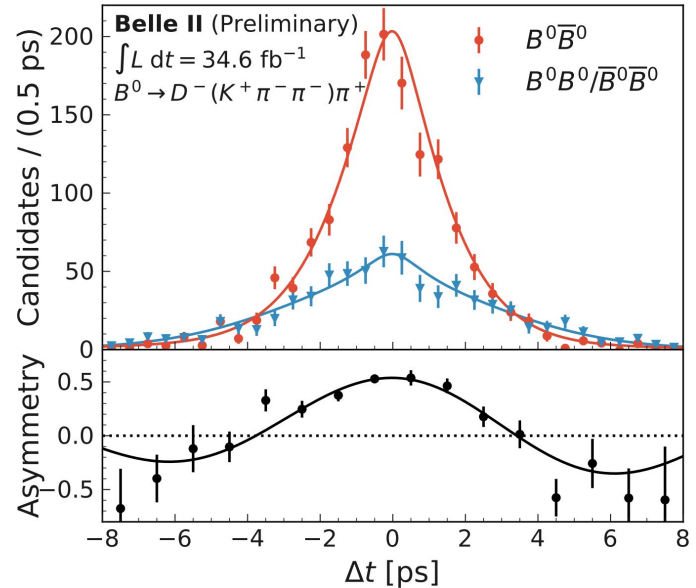 Belle II (Preliminary)
∫L dt = 34.6 fb⁻¹
B⁰ → D⁻(K⁺π⁻π⁻)π⁺
B⁰B̅⁰
B⁰B⁰/B̅⁰B̅⁰
Candidates / (0.5 ps)
200
150
100
50
0
Asymmetry
0.5
0.0
−0.5
−8 −6 −4 −2 0 2 4 6 8
Δt [ps]